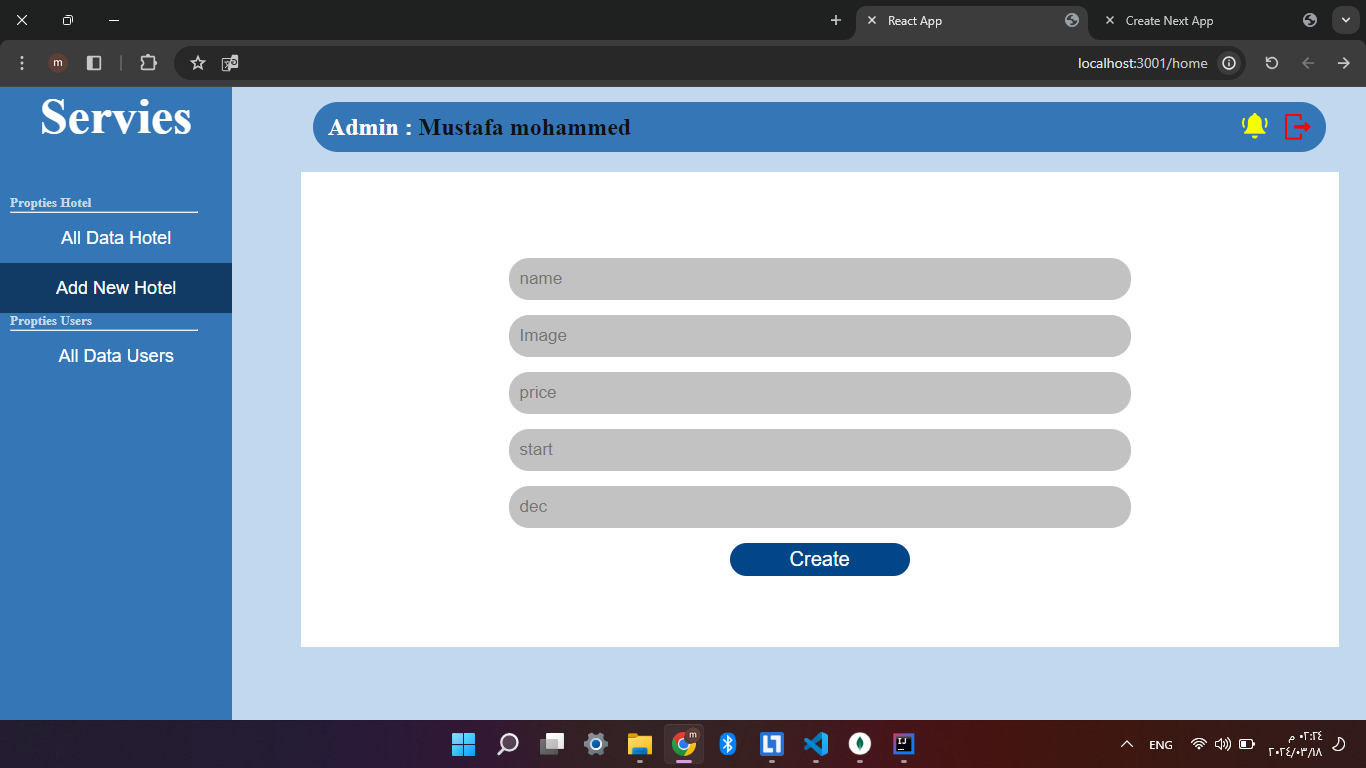 React App
Create Next App
m
localhost:3001/home
Servies
Admin : Mustafa mohammed
Propties Hotel
All Data Hotel
Add New Hotel
Propties Users
All Data Users
name
Image
price
start
dec
Create
m
IJ
ENG
٠٢:٢٤ م
٢٠٢٤/٠٣/١٨